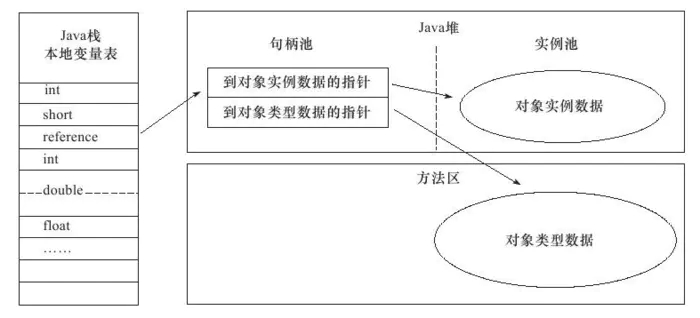 Java栈
本地变量表
int
short
reference
int
double
float
……
Java堆
句柄池
实例池
到对象实例数据的指针
到对象类型数据的指针
对象实例数据
方法区
对象类型数据